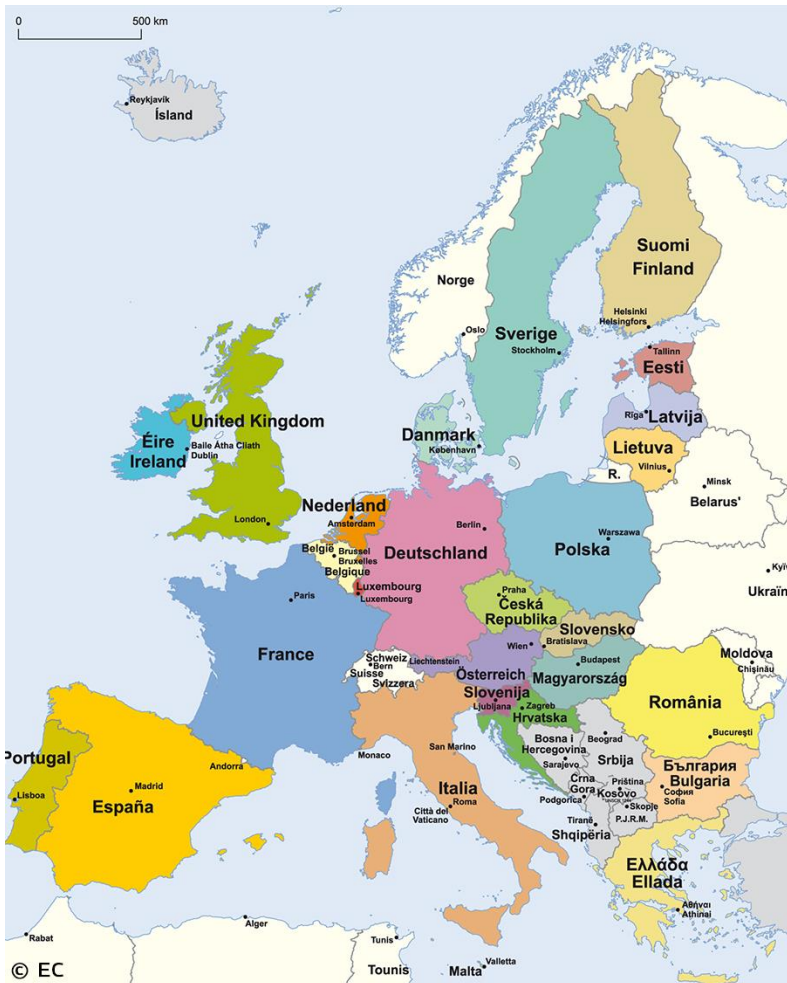 0 500 km
Reykjavík
Ísland
Suomi
Finland
Norge
Helsinki
Helsingfors
Oslo
Sverige
Stockholm
Tallinn
Eesti
Rīga
Latvija
United Kingdom
Éire
Ireland
Baile Átha Cliath
Dublin
Danmark
København
Lietuva
Vilnius
R.
Minsk
Belarus'
Nederland
Amsterdam
London
Berlin
Deutschland
Warszawa
Polska
België
Brussel
Bruxelles
Belgique
Luxembourg
Luxembourg
Kyïv
Ukraïn
Paris
Praha
Česká
Republika
Slovensko
Bratislava
France
Schweiz
Bern
Suisse
Svizzera
Liechtenstein
Wien
Österreich
Budapest
Magyarország
Moldova
Chișinău
Slovenija
Ljubljana
Zagreb
Hrvatska
România
București
Portugal
Lisboa
Madrid
España
Andorra
Monaco
San Marino
Italia
Roma
Città del
Vaticano
Bosna i
Hercegovina
Sarajevo
Beograd
Srbija
Crna
Gora
Podgorica
Priština
Kosovo
Skopje
P.J.R.M.
Tiranë
Shqipëria
България
Bulgaria
София
Sofia
Ελλάδα
Ellada
Αθήναι
Athinai
Rabat
Alger
Tunis
Tounis
Malta
Valletta
© EC